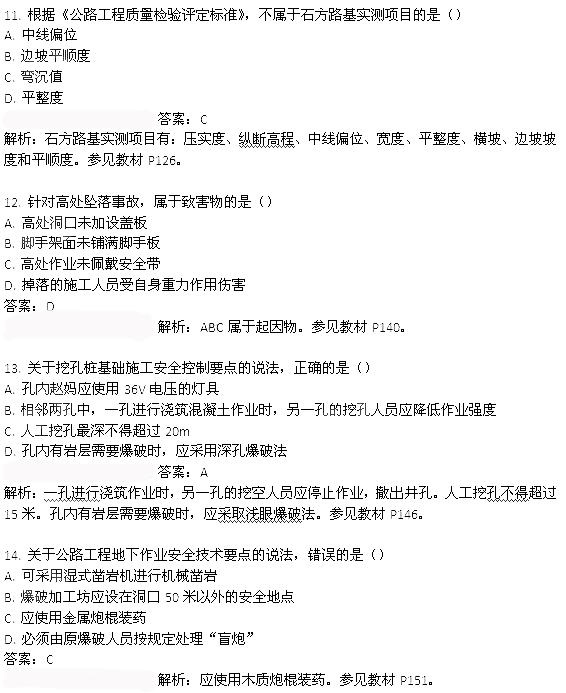 11. 根据《公路工程质量检验评定标准》，不属于石方路基实测项目的是（）
A. 中线偏位
B. 边坡平顺度
C. 弯沉值
D. 平整度
答案：C
解析：石方路基实测项目有：压实度、纵断高程、中线偏位、宽度、平整度、横坡、边坡坡
度和平顺度。参见教材 P126。
12. 针对高处坠落事故，属于致害物的是（）
A. 高处洞口未加设盖板
B. 脚手架面未铺满脚手板
C. 高处作业未佩戴安全带
D. 掉落的施工人员受自身重力作用伤害
答案：D
解析：ABC 属于起因物。参见教材 P140。
13. 关于挖孔桩基础施工安全控制要点的说法，正确的是（）
A. 孔内赵妈应使用 36V 电压的灯具
B. 相邻两孔中，一孔进行浇筑混凝土作业时，另一孔的挖孔人员应降低作业强度
C. 人工挖孔最深不得超过 20m
D. 孔内有岩层需要爆破时，应采用深孔爆破法
答案：A
解析：一孔进行浇筑作业时，另一孔的挖空人员应停止作业，撤出井孔。人工挖孔不得超过
15 米。孔内有岩层需要爆破时，应采取浅眼爆破法。参见教材 P146。
14. 关于公路工程地下作业安全技术要点的说法，错误的是（）
A. 可采用湿式凿岩机进行机械凿岩
B. 爆破加工坊应设在洞口 50 米以外的安全地点
C. 应使用金属炮棍装药
D. 必须由原爆破人员按规定处理“盲炮”
答案：C
解析：应使用木质炮棍装药。参见教材 P151。